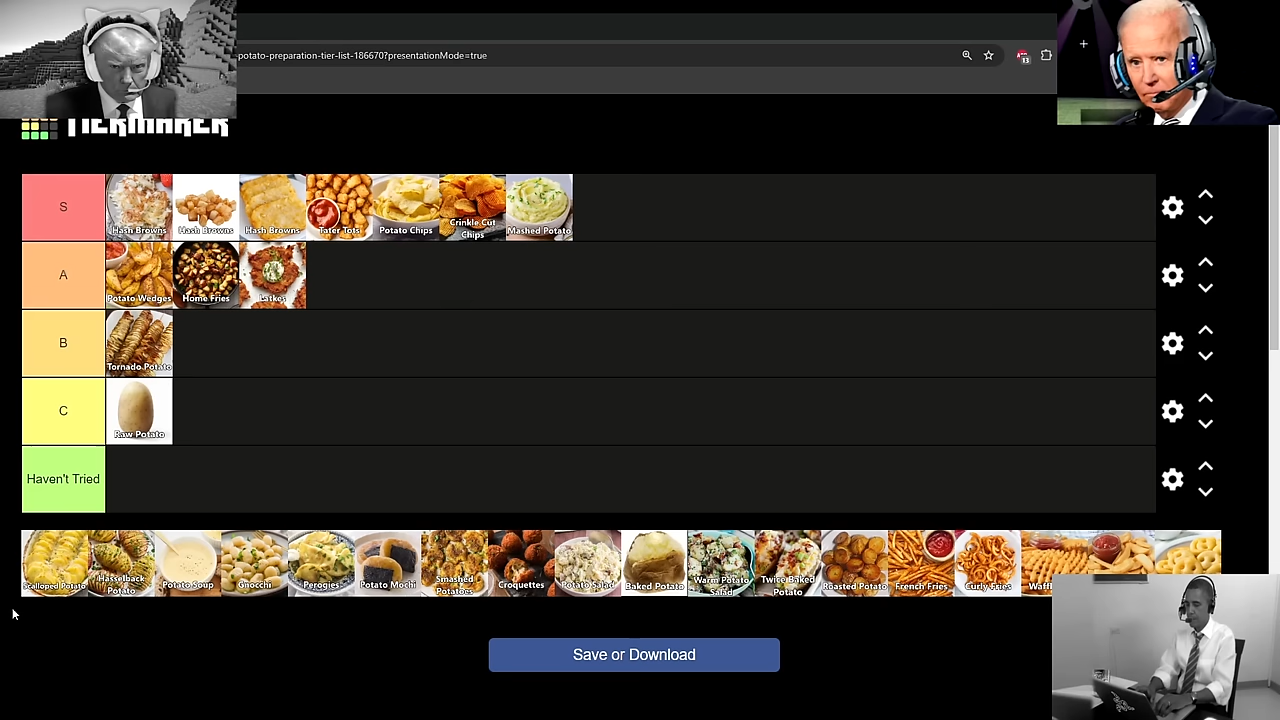 potato-preparation-tier-list-186670?presentationMode=true
13
TIERMAKER
S
Hash Browns
Hash Browns
Hash Browns
Tater Tots
Potato Chips
Crinkle Cut
Chips
Mashed Potato
A
Potato Wedges
Home Fries
Latkes
B
Tornado Potato
C
Raw Potato
Haven't Tried
Scalloped Potato
Hasselback
Potato
Potato Soup
Gnocchi
Perogies
Potato Mochi
Smashed
Potatoes
Croquettes
Potato Salad
Baked Potato
Warm Potato
Salad
Twice Baked
Potato
Roasted Potato
French Fries
Curly Fries
Waffl
Save or Download